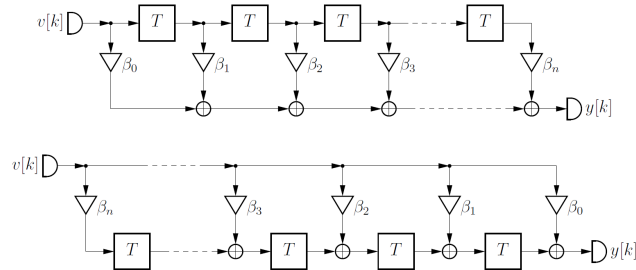 v[k] T T T T
β₀ β₁ β₂ β₃ βₙ
y[k]
v[k]
βₙ β₃ β₂ β₁ β₀
T T T T y[k]